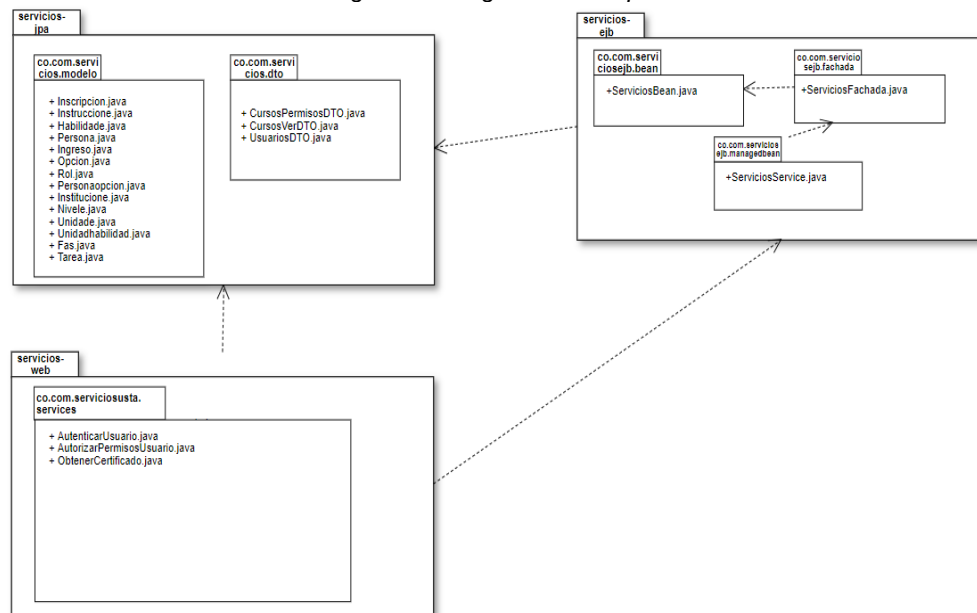 servicios-
jpa
co.com.servi
cios.modelo
+ Inscripcion.java
+ Instruccione.java
+ Habilidade.java
+ Persona.java
+ Ingreso.java
+ Opcion.java
+ Rol.java
+ Personaopcion.java
+ Institucione.java
+ Nivele.java
+ Unidade.java
+ Unidadhabilidad.java
+ Fas.java
+ Tarea.java
co.com.servi
cios.dto
+ CursosPermisosDTO.java
+ CursosVerDTO.java
+ UsuariosDTO.java
servicios-
ejb
co.com.servi
ciosejb.bean
+ServiciosBean.java
co.com.servicio
sejb.fachada
+ServiciosFachada.java
co.com.servicios
ejb.managedbean
+ServiciosService.java
servicios-
web
co.com.serviciosusta.
services
+ AutenticarUsuario.java
+ AutorizarPermisosUsuario.java
+ ObtenerCertificado.java